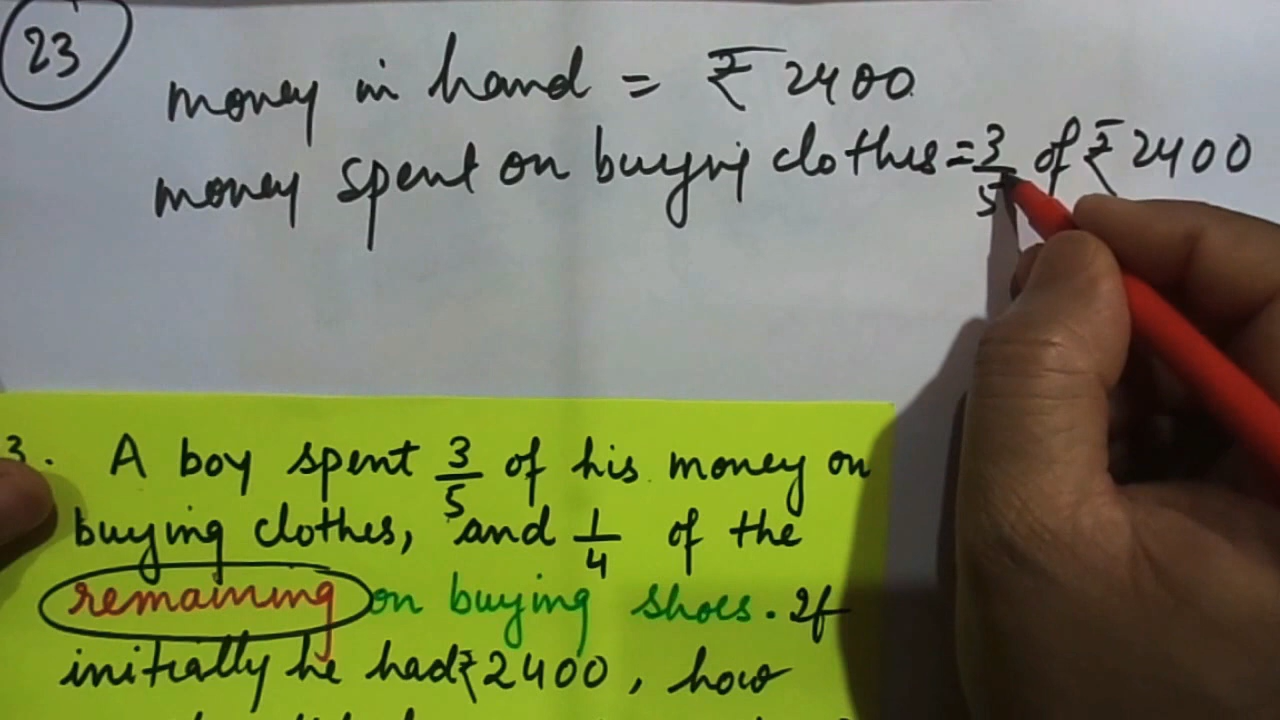 23
money in hand = ₹ 2400
money spent on buying clothes = 3/5 of ₹ 2400
3. A boy spent 3/5 of his money on
buying clothes, and 1/4 of the
remaining on buying shoes. If
initially he had ₹2400, how